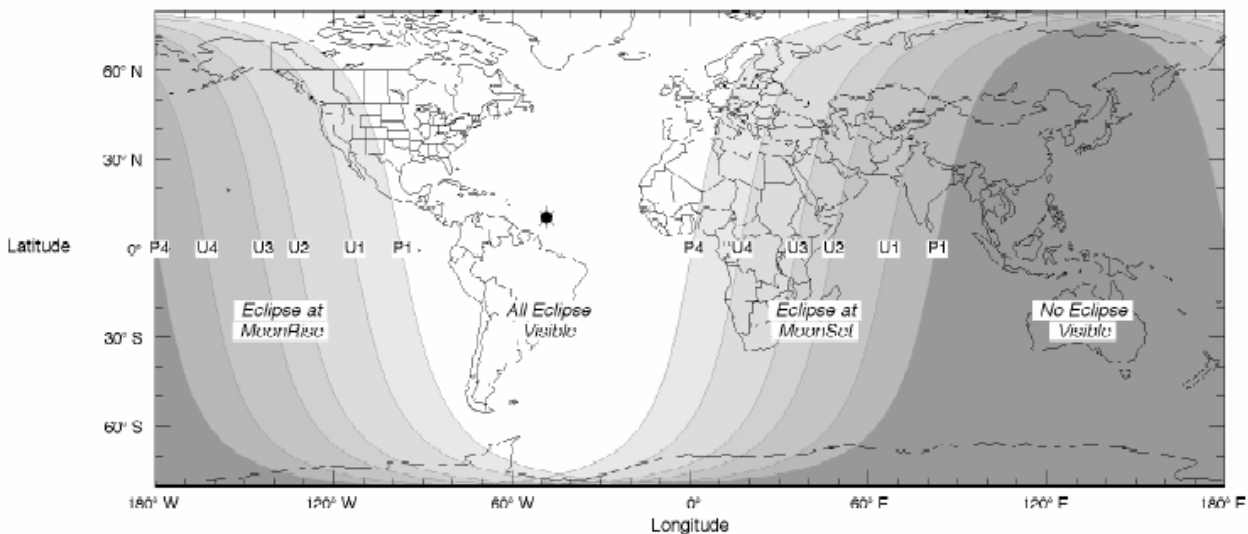 60° N
30° N
Latitude 0° P4 U4 U3 U2 U1 P1 P4 U4 U3 U2 U1 P1
Eclipse at All Eclipse Eclipse at No Eclipse
MoonRise Visible MoonSet Visible
30° S
60° S
180° W 120° W 60° W 0° 60° E 120° E 180° E
Longitude